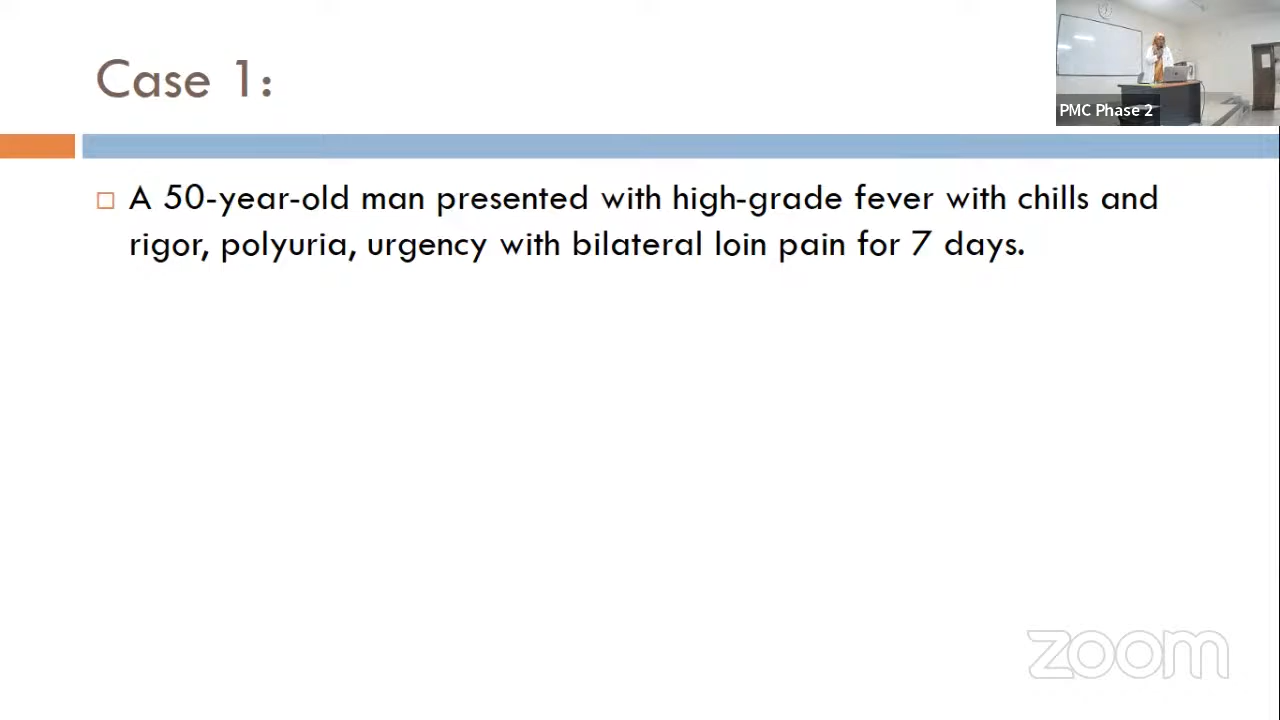 Case 1:
PMC Phase 2
A 50-year-old man presented with high-grade fever with chills and
rigor, polyuria, urgency with bilateral loin pain for 7 days.
zoom